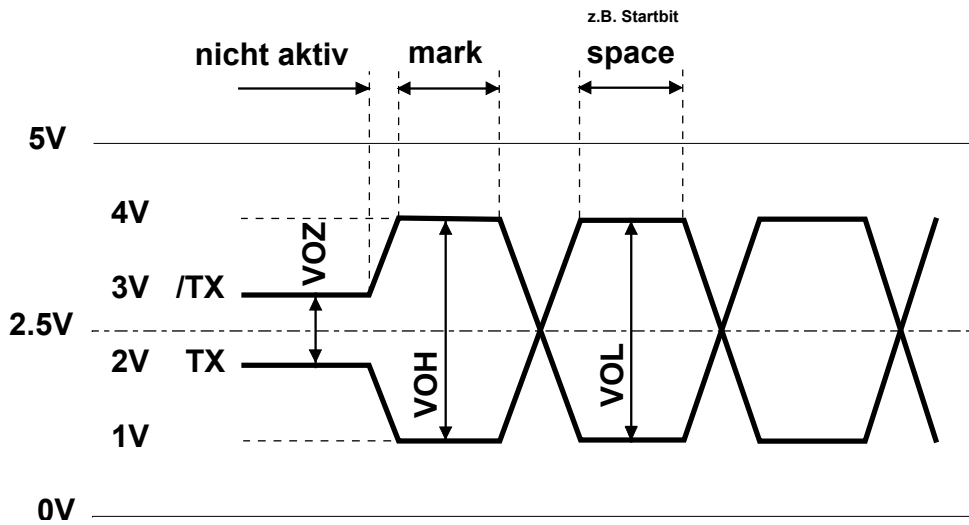 z.B. Startbit
nicht aktiv mark space
5V
4V
VOZ
3V /TX
2.5V
2V TX
VOH
VOL
1V
0V